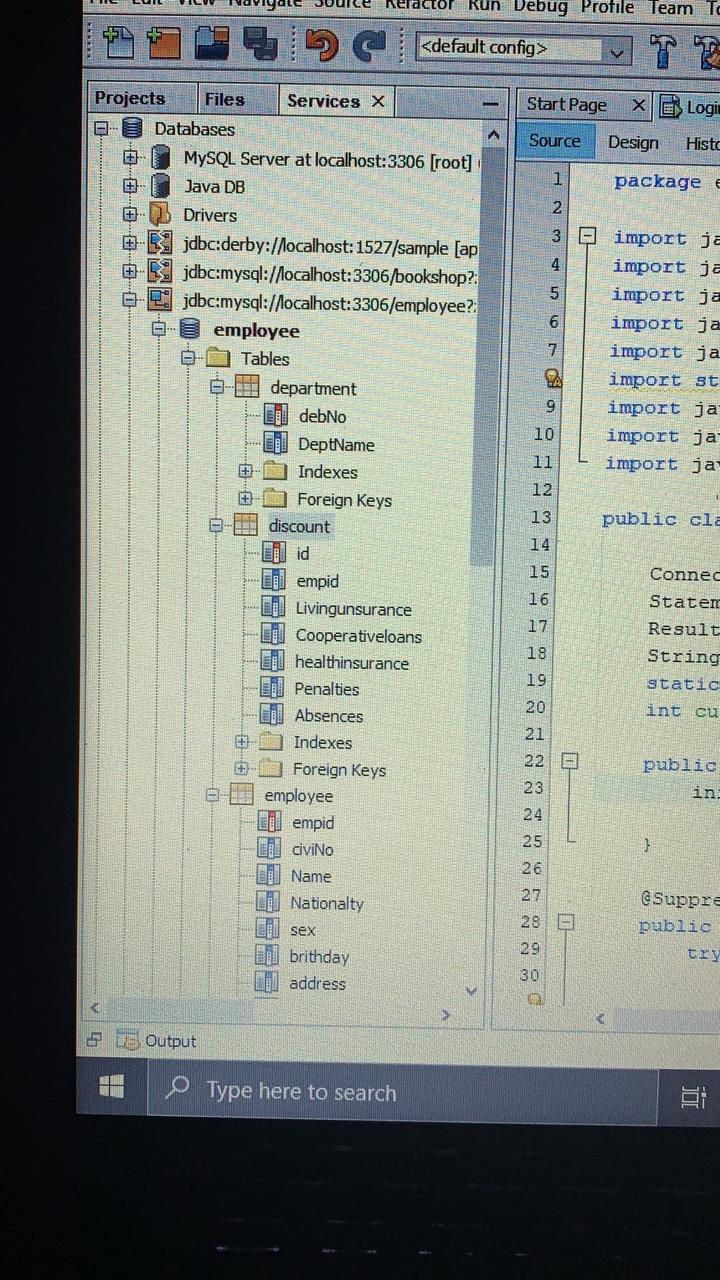 File Edit View Navigate Source Refactor Run Debug Profile Team
<default config>
Projects Files Services
Databases
MySQL Server at localhost:3306 [root]
Java DB
Drivers
jdbc:derby://localhost:1527/sample [ap
jdbc:mysql://localhost:3306/bookshop?:
jdbc:mysql://localhost:3306/employee?:
employee
Tables
department
debNo
DeptName
Indexes
Foreign Keys
discount
id
empid
Livingunsurance
Cooperativeloans
healthinsurance
Penalties
Absences
Indexes
Foreign Keys
employee
empid
civiNo
Name
Nationalty
sex
brithday
address
Output
Start Page Logi
Source Design Histo
1 package e
2
3 import ja
4 import ja
5 import ja
6 import ja
7 import ja
import st
9 import ja
10 import ja
11 import jav
12
13 public cla
14
15 Connec
16 Statem
17 Result
18 String
19 static
20 int cu
21
22 public
23 ini
24
25 }
26
27 @Suppre
28 public
29 try
30
Type here to search